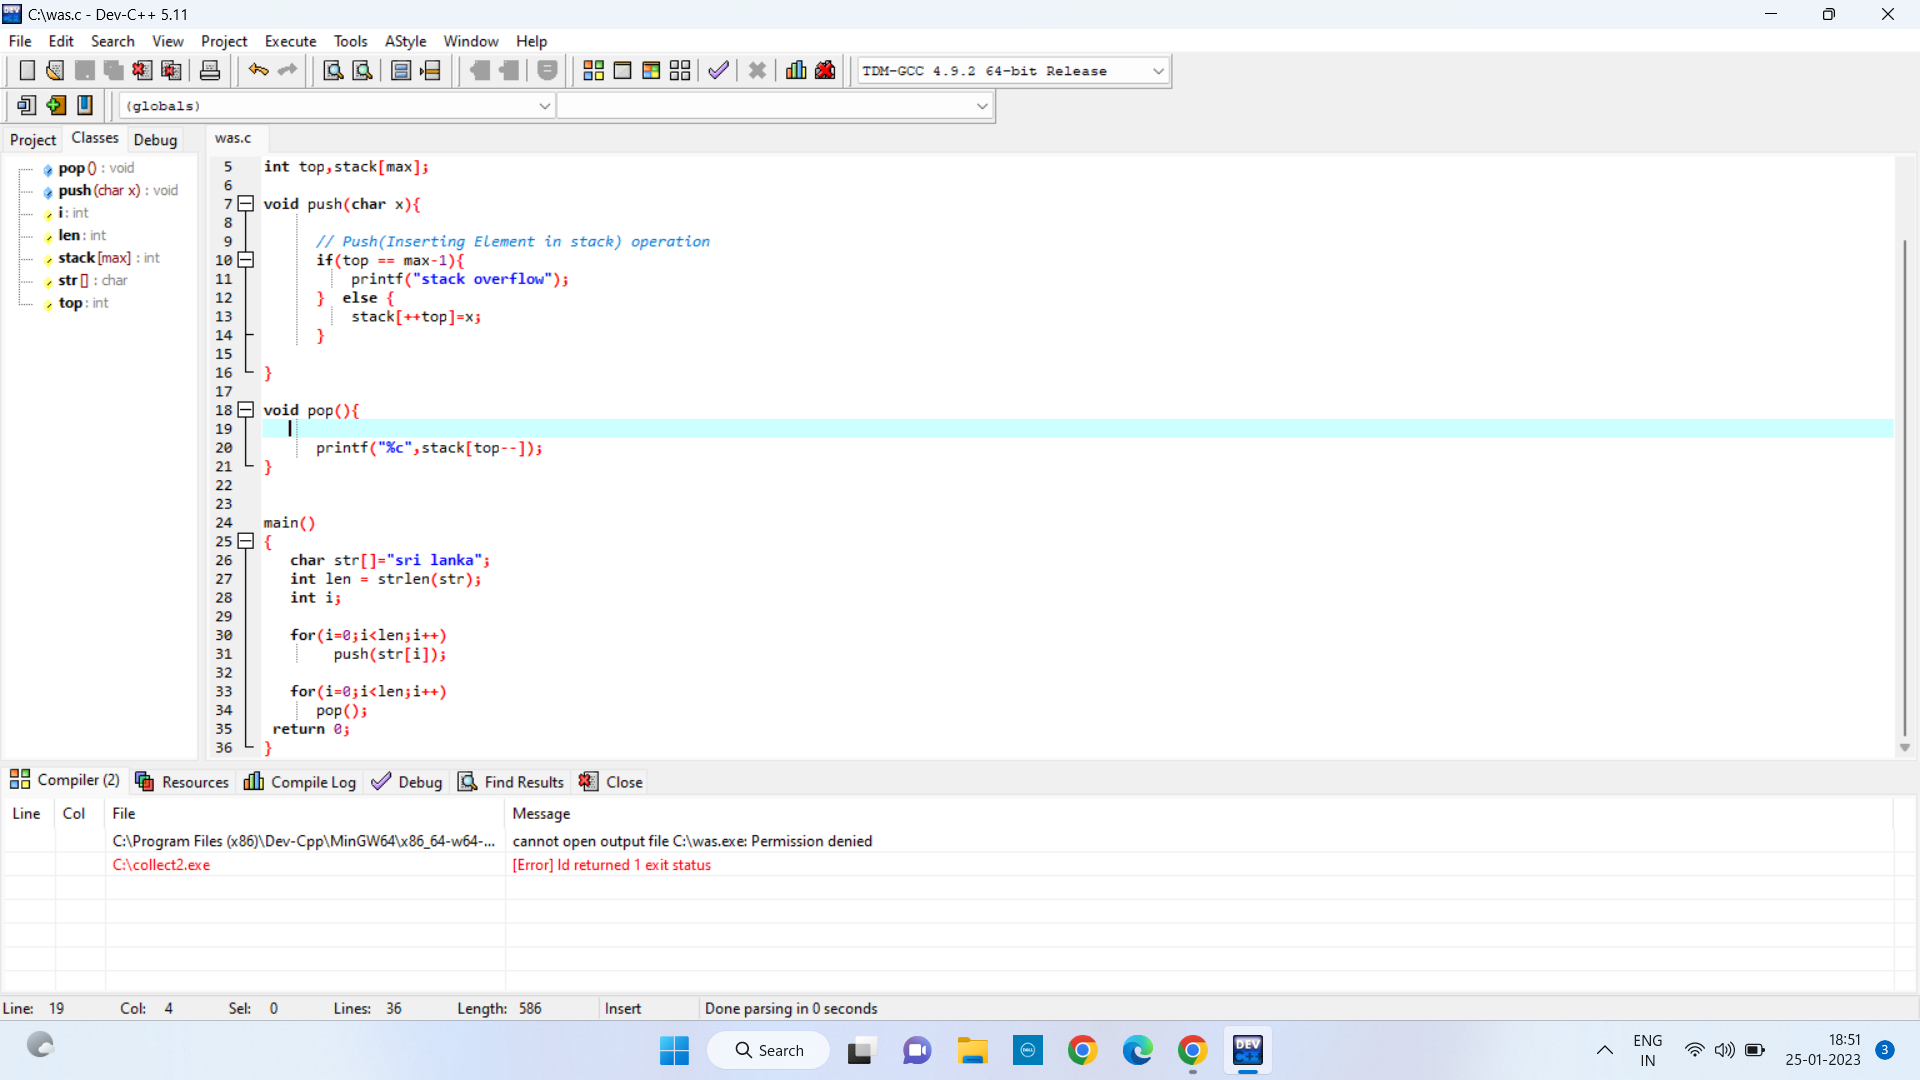 C:\was.c - Dev-C++ 5.11
File Edit Search View Project Execute Tools AStyle Window Help
TDM-GCC 4.9.2 64-bit Release
(globals)
Project Classes Debug
was.c
pop () : void
push (char x) : void
i : int
len : int
stack [max] : int
str [] : char
top : int
5 int top,stack[max];
6
7 void push(char x){
8
9 // Push(Inserting Element in stack) operation
10 if(top == max-1){
11 printf("stack overflow");
12 } else {
13 stack[++top]=x;
14 }
15
16 }
17
18 void pop(){
19
20 printf("%c",stack[top--]);
21 }
22
23
24 main()
25 {
26 char str[]="sri lanka";
27 int len = strlen(str);
28 int i;
29
30 for(i=0;i<len;i++)
31 push(str[i]);
32
33 for(i=0;i<len;i++)
34 pop();
35 return 0;
36 }
Compiler (2) Resources Compile Log Debug Find Results Close
Line Col File Message
C:\Program Files (x86)\Dev-Cpp\MinGW64\x86_64-w64-... cannot open output file C:\was.exe: Permission denied
C:\collect2.exe [Error] ld returned 1 exit status
Line: 19 Col: 4 Sel: 0 Lines: 36 Length: 586 Insert Done parsing in 0 seconds
Search
DELL
DEV
C++
ENG
IN
18:51
25-01-2023
3